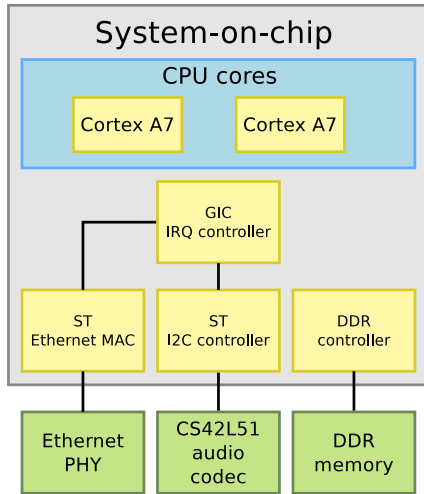 System-on-chip
CPU cores
Cortex A7
Cortex A7
GIC
IRQ controller
ST
Ethernet MAC
ST
I2C controller
DDR
controller
Ethernet
PHY
CS42L51
audio
codec
DDR
memory